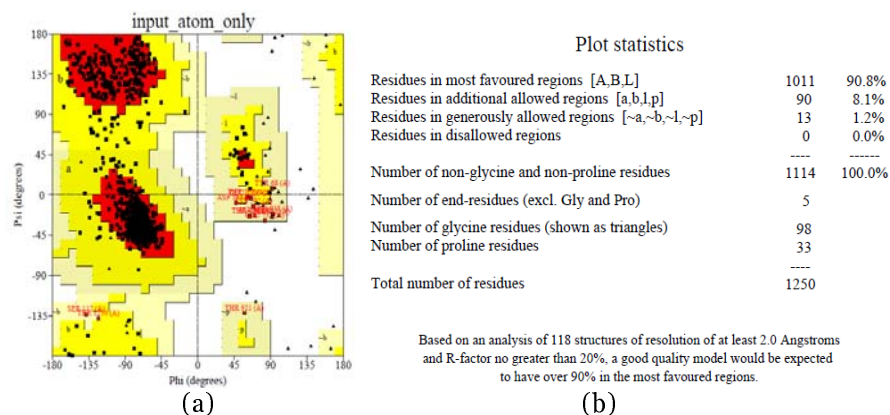 input_atom_only
180
135
90
45
0
-45
-90
-135
Psi (degrees)
b
a
A
l
~l
~b
b
-180 -135 -90 -45 0 45 90 135 180
Phi (degrees)
(a)
Plot statistics
Residues in most favoured regions [A,B,L] 1011 90.8%
Residues in additional allowed regions [a,b,l,p] 90 8.1%
Residues in generously allowed regions [~a,~b,~l,~p] 13 1.2%
Residues in disallowed regions 0 0.0%
---- ------
Number of non-glycine and non-proline residues 1114 100.0%
Number of end-residues (excl. Gly and Pro) 5
Number of glycine residues (shown as triangles) 98
Number of proline residues 33
----
Total number of residues 1250
Based on an analysis of 118 structures of resolution of at least 2.0 Angstroms
and R-factor no greater than 20%, a good quality model would be expected
to have over 90% in the most favoured regions.
(b)